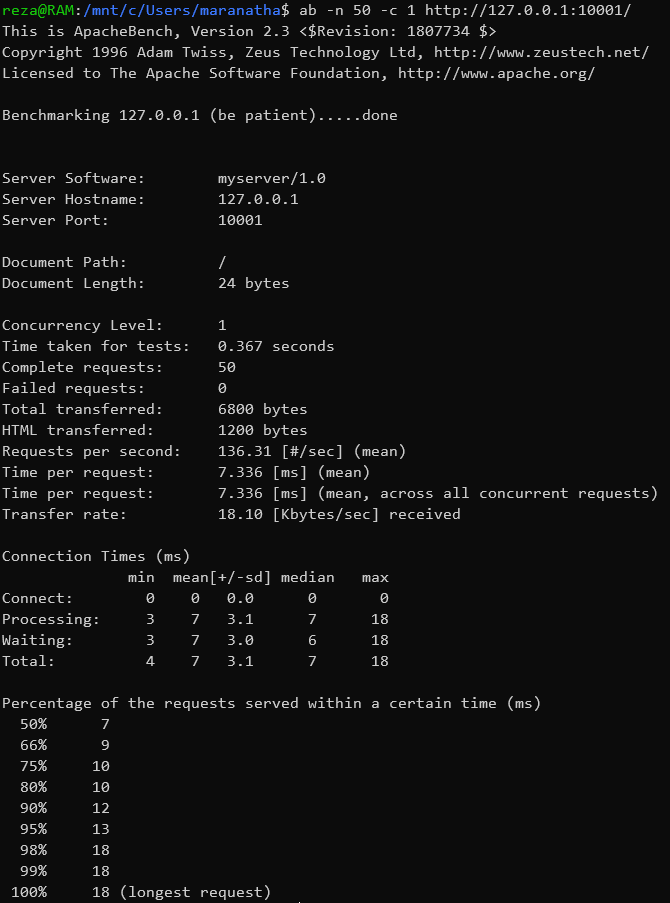 reza@RAM:/mnt/c/Users/maranatha$ ab -n 50 -c 1 http://127.0.0.1:10001/
This is ApacheBench, Version 2.3 <$Revision: 1807734 $>
Copyright 1996 Adam Twiss, Zeus Technology Ltd, http://www.zeustech.net/
Licensed to The Apache Software Foundation, http://www.apache.org/

Benchmarking 127.0.0.1 (be patient).....done


Server Software:        myserver/1.0
Server Hostname:        127.0.0.1
Server Port:            10001

Document Path:          /
Document Length:        24 bytes

Concurrency Level:      1
Time taken for tests:   0.367 seconds
Complete requests:      50
Failed requests:        0
Total transferred:      6800 bytes
HTML transferred:       1200 bytes
Requests per second:    136.31 [#/sec] (mean)
Time per request:       7.336 [ms] (mean)
Time per request:       7.336 [ms] (mean, across all concurrent requests)
Transfer rate:          18.10 [Kbytes/sec] received

Connection Times (ms)
              min  mean[+/-sd] median   max
Connect:        0    0   0.0      0       0
Processing:     3    7   3.1      7      18
Waiting:        3    7   3.0      6      18
Total:          4    7   3.1      7      18

Percentage of the requests served within a certain time (ms)
  50%      7
  66%      9
  75%     10
  80%     10
  90%     12
  95%     13
  98%     18
  99%     18
 100%     18 (longest request)